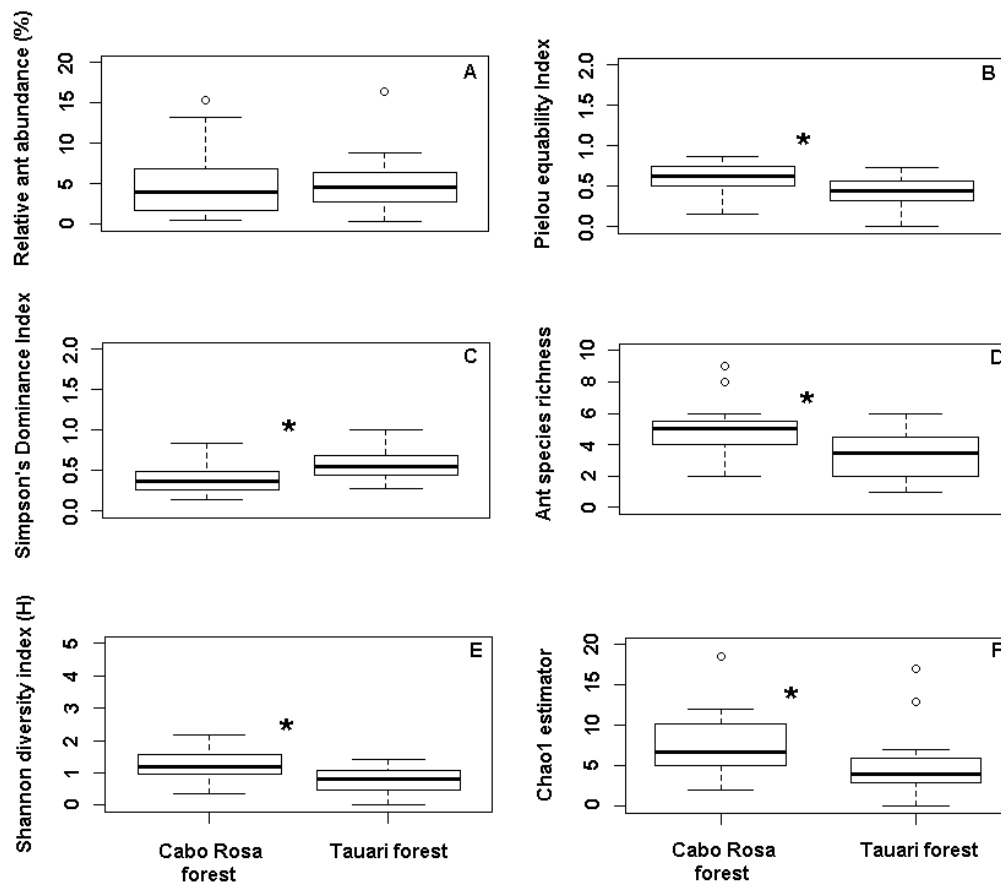 Relative ant abundance (%)
20
15
10
5
0
A
Pielou equability Index
2.0
1.5
1.0
0.5
0.0
B
*
Simpson's Dominance Index
2.0
1.5
1.0
0.5
0.0
C
*
Ant species richness
10
8
6
4
2
0
D
*
Shannon diversity index (H)
5
4
3
2
1
0
E
*
Chao1 estimator
20
15
10
5
0
F
*
Cabo Rosa
forest
Tauari forest
Cabo Rosa
forest
Tauari forest